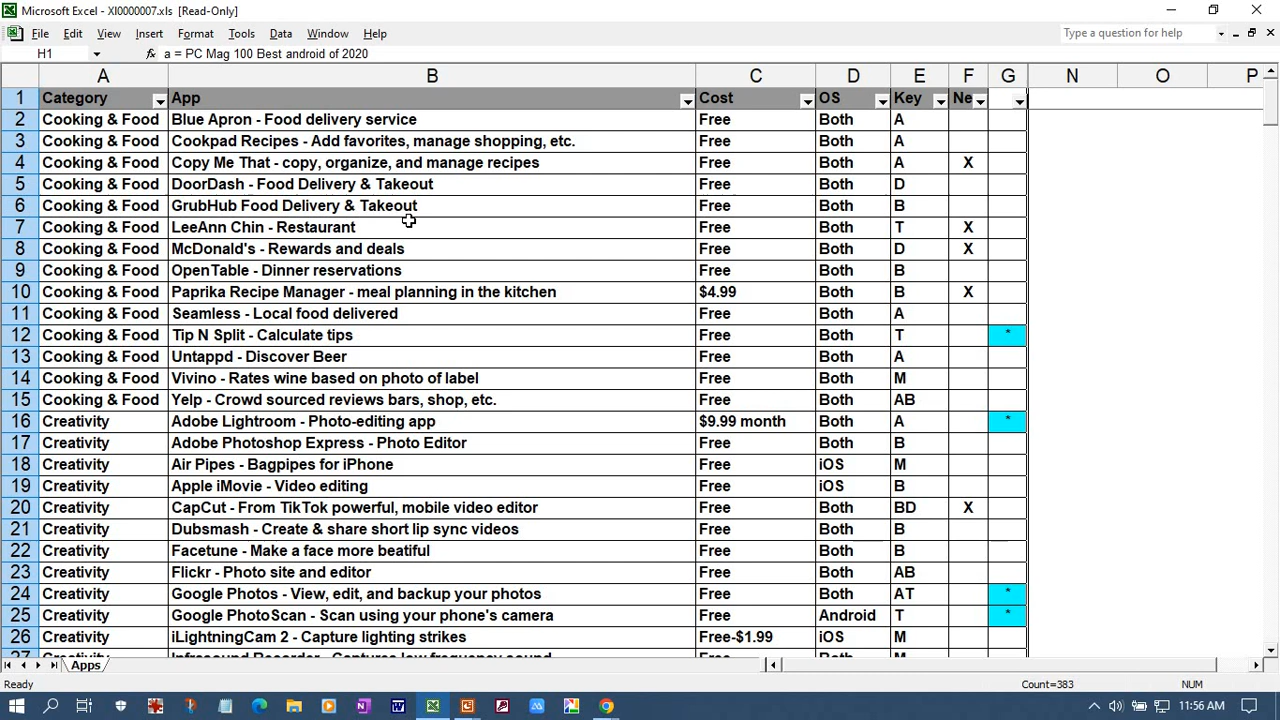 Microsoft Excel - XI0000007.xls [Read-Only]
File Edit View Insert Format Tools Data Window Help Type a question for help
H1 fx a = PC Mag 100 Best android of 2020
A B C D E F G N O P
1 Category App Cost OS Key Ne
2 Cooking & Food Blue Apron - Food delivery service Free Both A
3 Cooking & Food Cookpad Recipes - Add favorites, manage shopping, etc. Free Both A
4 Cooking & Food Copy Me That - copy, organize, and manage recipes Free Both A X
5 Cooking & Food DoorDash - Food Delivery & Takeout Free Both D
6 Cooking & Food GrubHub Food Delivery & Takeout Free Both B
7 Cooking & Food LeeAnn Chin - Restaurant Free Both T X
8 Cooking & Food McDonald's - Rewards and deals Free Both D X
9 Cooking & Food OpenTable - Dinner reservations Free Both B
10 Cooking & Food Paprika Recipe Manager - meal planning in the kitchen $4.99 Both B X
11 Cooking & Food Seamless - Local food delivered Free Both A
12 Cooking & Food Tip N Split - Calculate tips Free Both T *
13 Cooking & Food Untappd - Discover Beer Free Both A
14 Cooking & Food Vivino - Rates wine based on photo of label Free Both M
15 Cooking & Food Yelp - Crowd sourced reviews bars, shop, etc. Free Both AB
16 Creativity Adobe Lightroom - Photo-editing app $9.99 month Both A *
17 Creativity Adobe Photoshop Express - Photo Editor Free Both B
18 Creativity Air Pipes - Bagpipes for iPhone Free iOS M
19 Creativity Apple iMovie - Video editing Free iOS B
20 Creativity CapCut - From TikTok powerful, mobile video editor Free Both BD X
21 Creativity Dubsmash - Create & share short lip sync videos Free Both B
22 Creativity Facetune - Make a face more beatiful Free Both B
23 Creativity Flickr - Photo site and editor Free Both AB
24 Creativity Google Photos - View, edit, and backup your photos Free Both AT *
25 Creativity Google PhotoScan - Scan using your phone's camera Free Android T *
26 Creativity iLightningCam 2 - Capture lighting strikes Free-$1.99 iOS M
27 Creativity Infrasound Recorder - Captures low frequency sound Free Both M
Apps
Ready Count=383 NUM
11:56 AM